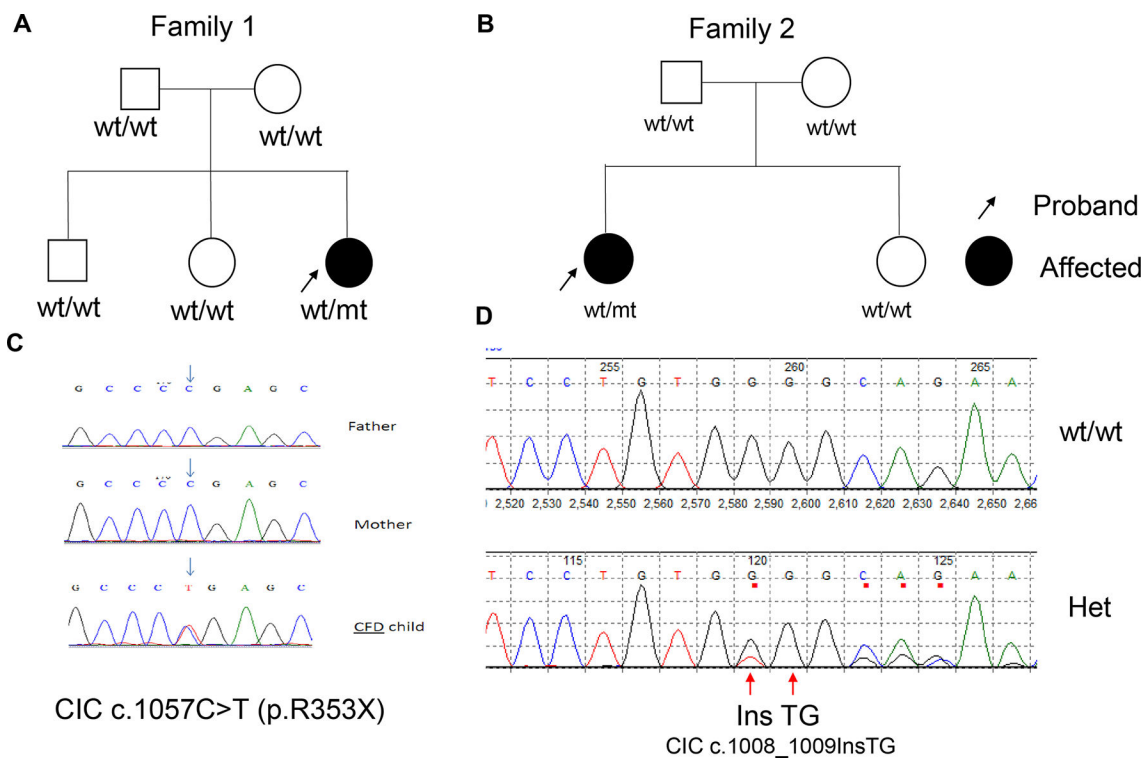 A
Family 1
wt/wt
wt/wt
wt/wt
wt/wt
wt/mt
B
Family 2
wt/wt
wt/wt
wt/mt
wt/wt
Proband
Affected
C
G C C C C G A G C
Father
G C C C C G A G C
Mother
G C C C T G A G C
CFD child
CIC c.1057C>T (p.R353X)
D
255 260 265
T C C T G T G G G G C A G A A
2,520 2,530 2,540 2,550 2,560 2,570 2,580 2,590 2,600 2,610 2,620 2,630 2,640 2,650 2,66
wt/wt
115 120 125
T C C T G T G G G G C A G A A
Het
Ins TG
CIC c.1008_1009InsTG